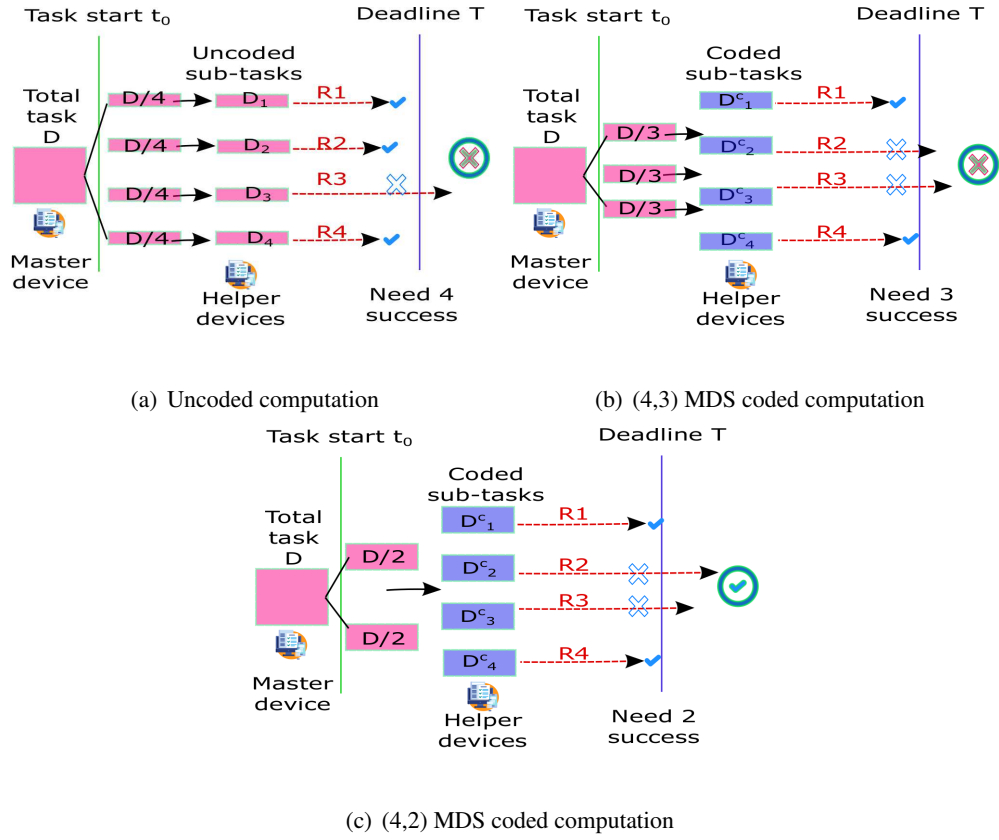 Task start t₀
Deadline T
Uncoded
sub-tasks
Total
task
D
D/4
D₁
R1
D/4
D₂
R2
D/4
D₃
R3
D/4
D₄
R4
Master
device
Helper
devices
Need 4
success
(a) Uncoded computation
Task start t₀
Deadline T
Coded
sub-tasks
Total
task
D
D/3
D/3
D/3
Dᶜ₁
R1
Dᶜ₂
R2
Dᶜ₃
R3
Dᶜ₄
R4
Master
device
Helper
devices
Need 3
success
(b) (4,3) MDS coded computation
Task start t₀
Deadline T
Coded
sub-tasks
Total
task
D
D/2
D/2
Dᶜ₁
R1
Dᶜ₂
R2
Dᶜ₃
R3
Dᶜ₄
R4
Master
device
Helper
devices
Need 2
success
(c) (4,2) MDS coded computation